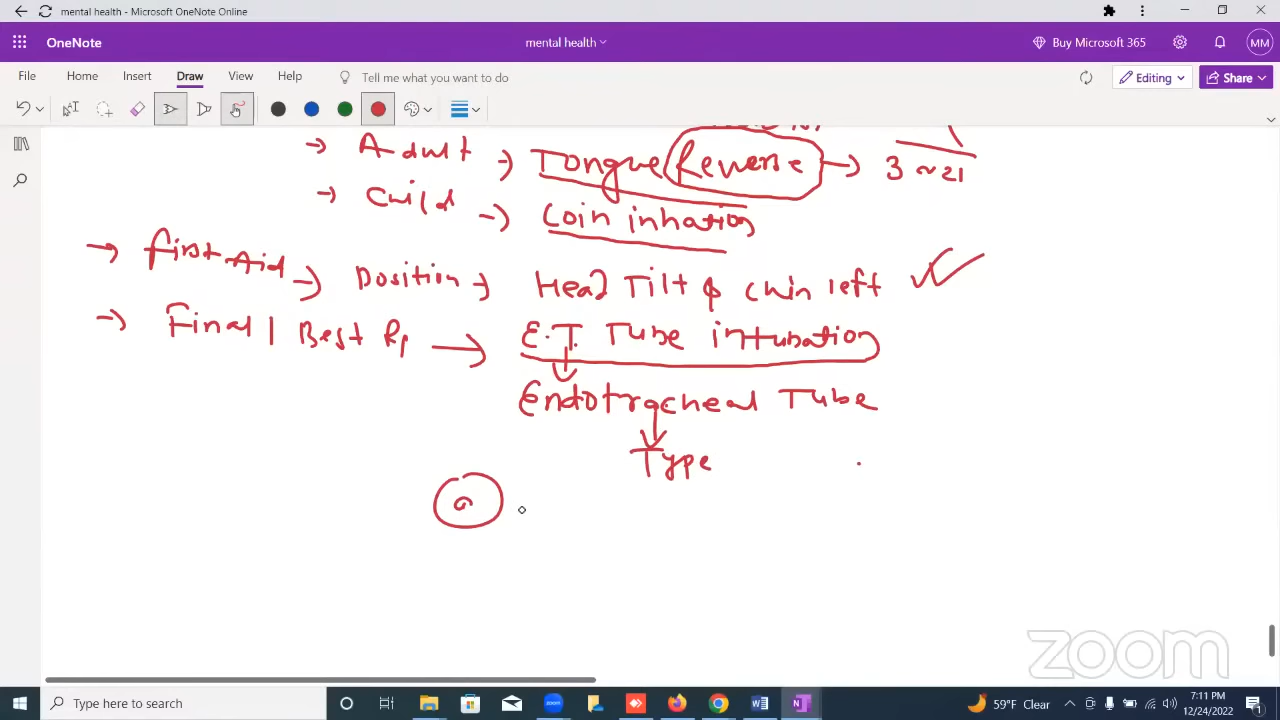 mental health - Microsoft OneNote Online
OneNote
mental health
Buy Microsoft 365
MM
File Home Insert Draw View Help Tell me what you want to do
Editing
Share
→ Adult → Tongue Reverse → 3 ~ 21
→ Child → Coin inhation
→ First Aid → Position → Head Tilt & Chin left
→ Final | Best Rx → E.T. Tube intubation
Endotracheal Tube
Type
a
zoom
Type here to search
59°F Clear
7:11 PM
12/24/2022